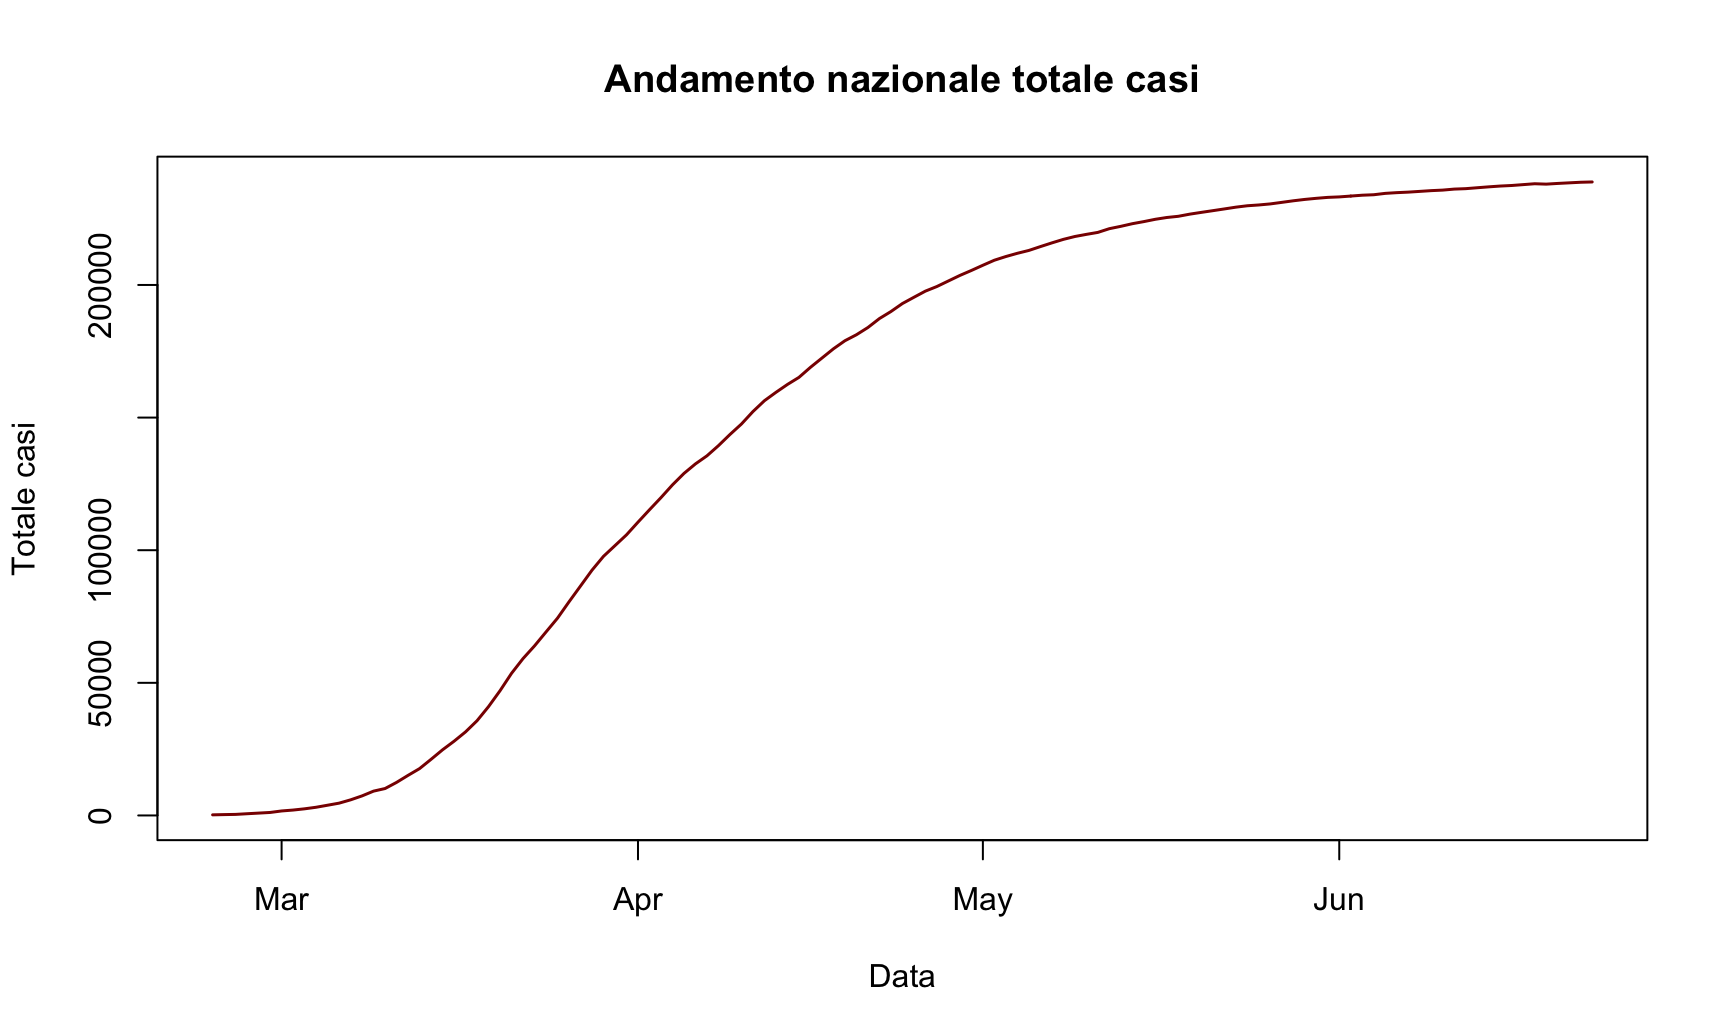 Andamento nazionale totale casi
Totale casi
200000
100000
50000
0
Mar Apr May Jun
Data